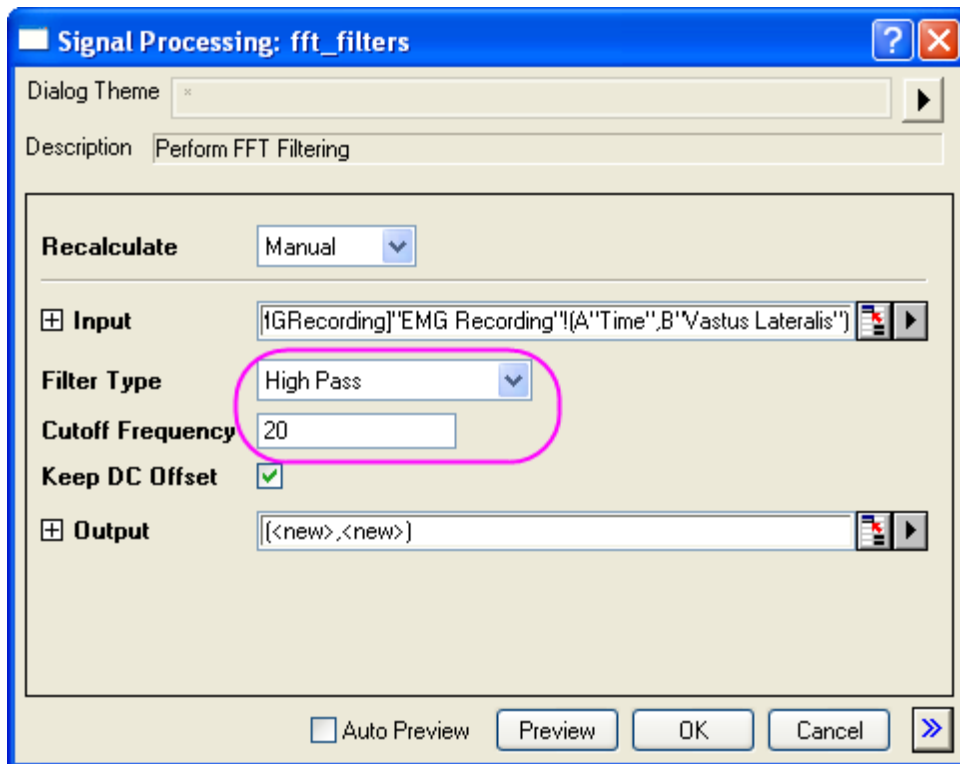 Signal Processing: fft_filters
Dialog Theme *
Description Perform FFT Filtering
Recalculate Manual
Input 1GRecording]"EMG Recording"!(A"Time",B"Vastus Lateralis")
Filter Type High Pass
Cutoff Frequency 20
Keep DC Offset
Output (<new>,<new>)
Auto Preview Preview OK Cancel